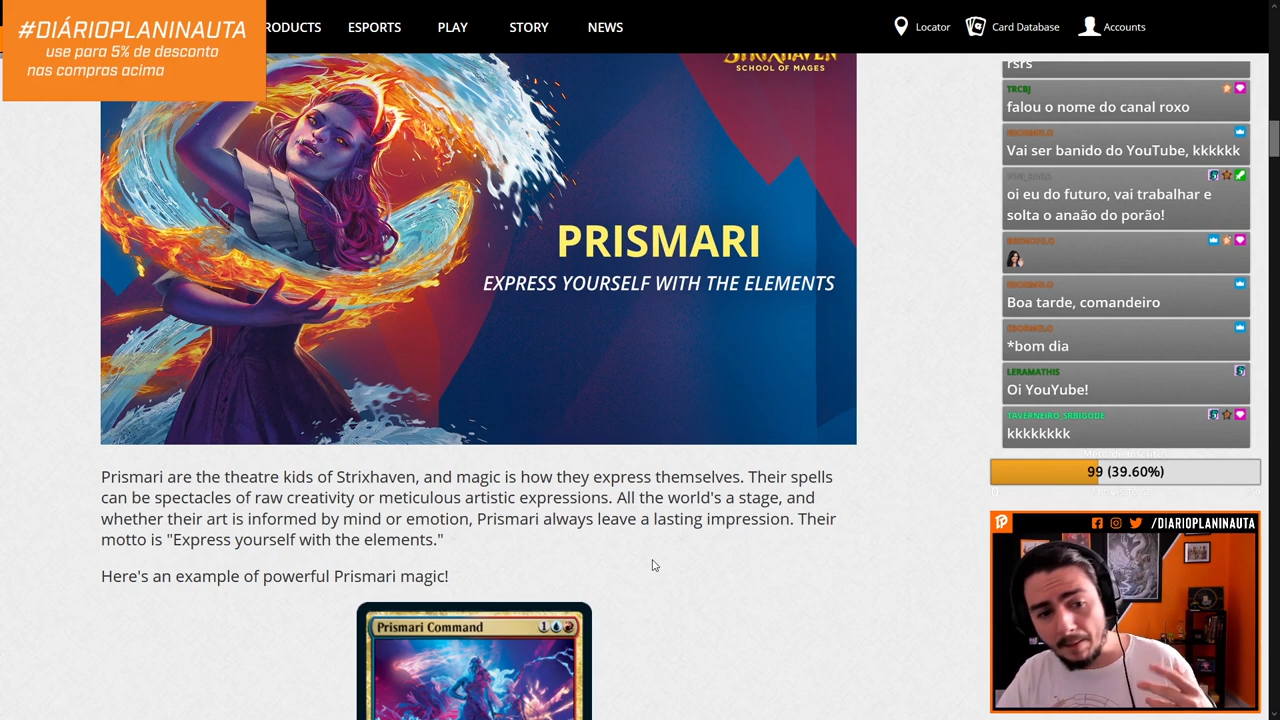 #DIÁRIOPLANINAUTA
use para 5% de desconto
nas compras acima
RODUCTS
ESPORTS
PLAY
STORY
NEWS
Locator
Card Database
Accounts
STRIXHAVEN
SCHOOL OF MAGES
PRISMARI
EXPRESS YOURSELF WITH THE ELEMENTS
Prismari are the theatre kids of Strixhaven, and magic is how they express themselves. Their spells
can be spectacles of raw creativity or meticulous artistic expressions. All the world's a stage, and
whether their art is informed by mind or emotion, Prismari always leave a lasting impression. Their
motto is "Express yourself with the elements."
Here's an example of powerful Prismari magic!
Prismari Command
1
rsrs
TRCBJ
falou o nome do canal roxo
Vai ser banido do YouTube, kkkkkk
oi eu do futuro, vai trabalhar e
solta o anaão do porão!
Boa tarde, comandeiro
*bom dia
LERAMATHIS
Oi YouYube!
TAVERNEIRO_SRBIGODE
kkkkkkkk
99 (39.60%)
0
/DIARIOPLANINAUTA